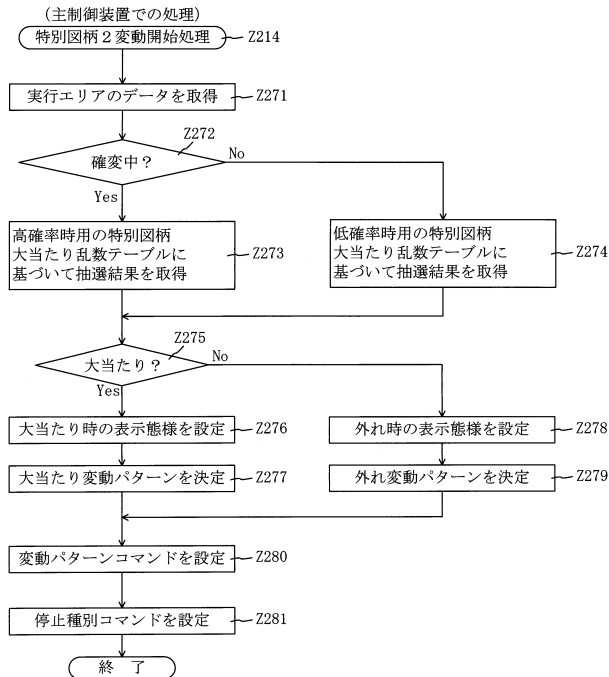 (主制御装置での処理)
特別図柄2変動開始処理
Z214
実行エリアのデータを取得
Z271
Z272
確変中?
No
Yes
高確率時用の特別図柄
大当たり乱数テーブルに
基づいて抽選結果を取得
Z273
低確率時用の特別図柄
大当たり乱数テーブルに
基づいて抽選結果を取得
Z274
Z275
大当たり?
No
Yes
大当たり時の表示態様を設定
Z276
外れ時の表示態様を設定
Z278
大当たり変動パターンを決定
Z277
外れ変動パターンを決定
Z279
変動パターンコマンドを設定
Z280
停止種別コマンドを設定
Z281
終 了